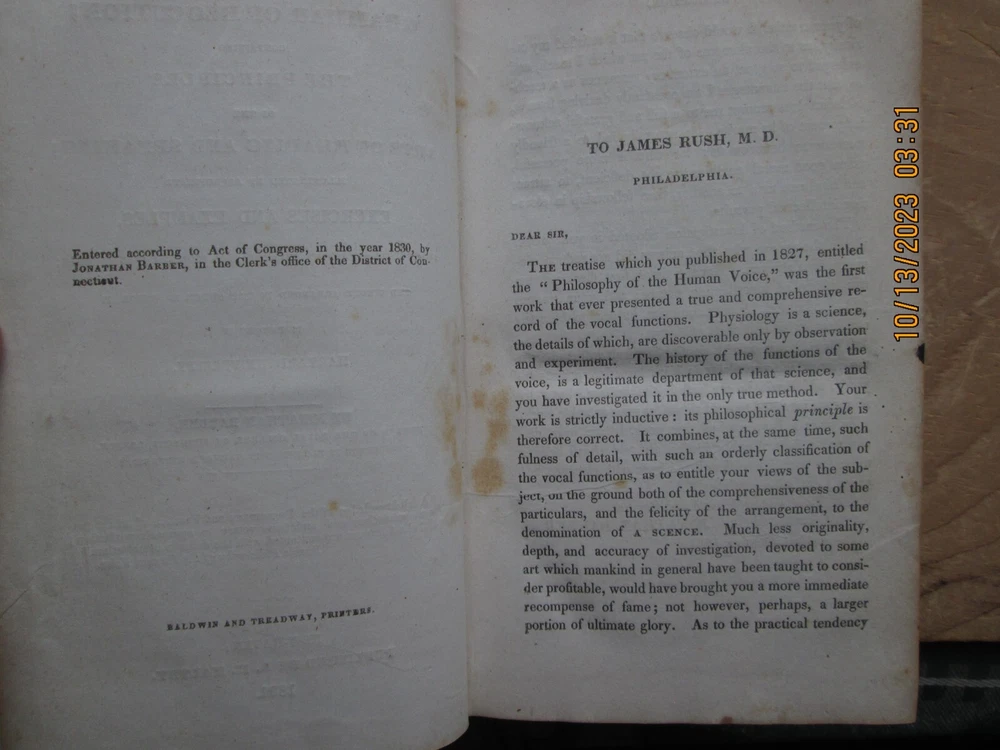 Entered according to Act of Congress, in the year 1830, by
JONATHAN BARBER, in the Clerk's office of the District of Con-
necticut.
BALDWIN AND TREADWAY, PRINTERS.
TO JAMES RUSH, M. D.
PHILADELPHIA.
DEAR SIR,
THE treatise which you published in 1827, entitled
the “ Philosophy of the Human Voice,” was the first
work that ever presented a true and comprehensive re-
cord of the vocal functions. Physiology is a science,
the details of which, are discoverable only by observation
and experiment. The history of the functions of the
voice, is a legitimate department of that science, and
you have investigated it in the only true method. Your
work is strictly inductive : its philosophical principle is
therefore correct. It combines, at the same time, such
fulness of detail, with such an orderly classification of
the vocal functions, as to entitle your views of the sub-
ject, on the ground both of the comprehensiveness of the
particulars, and the felicity of the arrangement, to the
denomination of A SCENCE. Much less originality,
depth, and accuracy of investigation, devoted to some
art which mankind in general have been taught to consi-
der profitable, would have brought you a more immediate
recompense of fame ; not however, perhaps, a larger
portion of ultimate glory. As to the practical tendency
10/13/2023 03:31